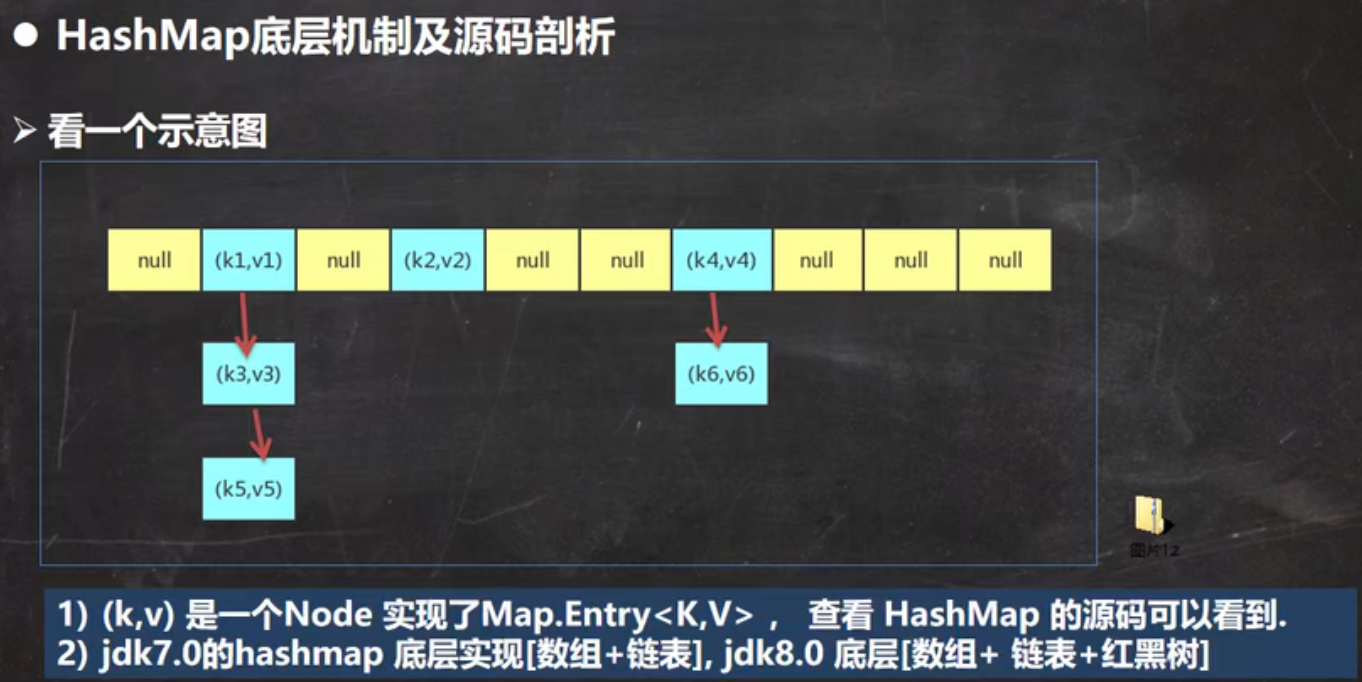 ● HashMap底层机制及源码剖析
➢ 看一个示意图
null (k1,v1) null (k2,v2) null null (k4,v4) null null null
(k3,v3) (k6,v6)
(k5,v5)
图片12
1) (k,v) 是一个Node 实现了Map.Entry<K,V> ， 查看 HashMap 的源码可以看到.
2) jdk7.0的hashmap 底层实现[数组+链表], jdk8.0 底层[数组+ 链表+红黑树]